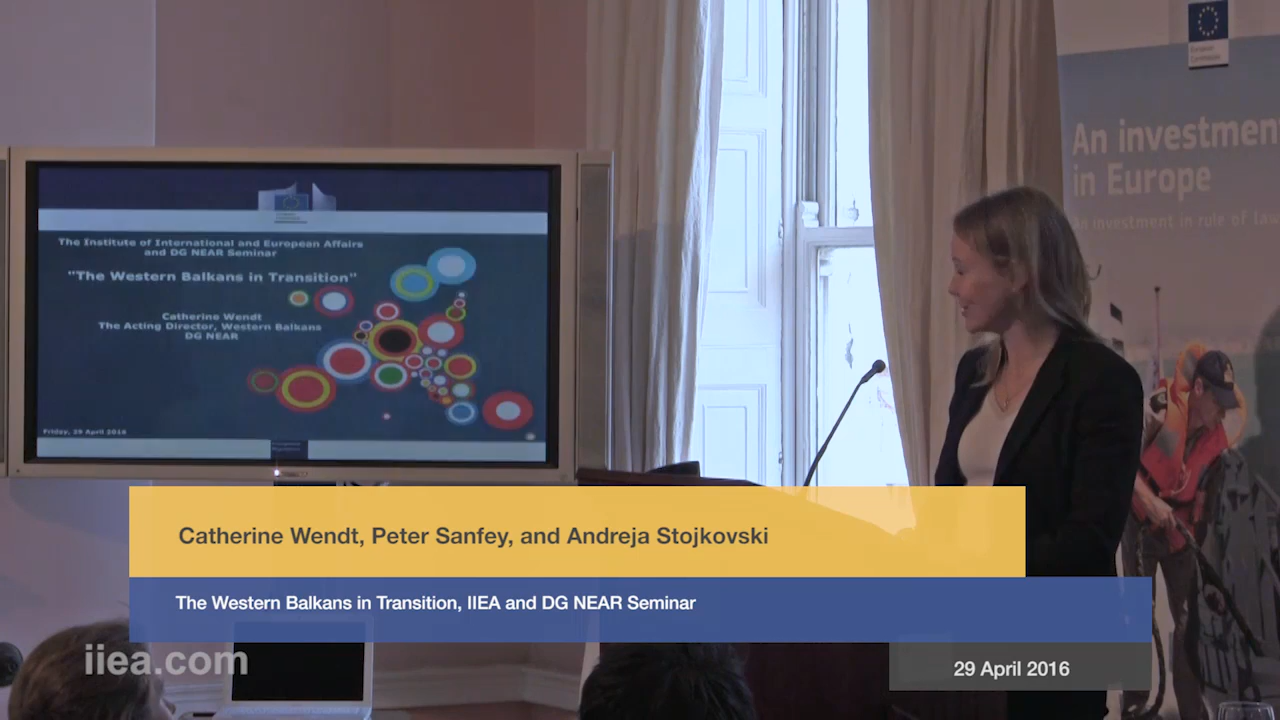 The Institute of International and European Affairs
and DG NEAR Seminar
"The Western Balkans in Transition"
Catherine Wendt
The Acting Director, Western Balkans
DG NEAR
Friday, 29 April 2016
European
Commission
An investmen
in Europe
An investment in rule of law
Catherine Wendt, Peter Sanfey, and Andreja Stojkovski
The Western Balkans in Transition, IIEA and DG NEAR Seminar
iiea.com
29 April 2016